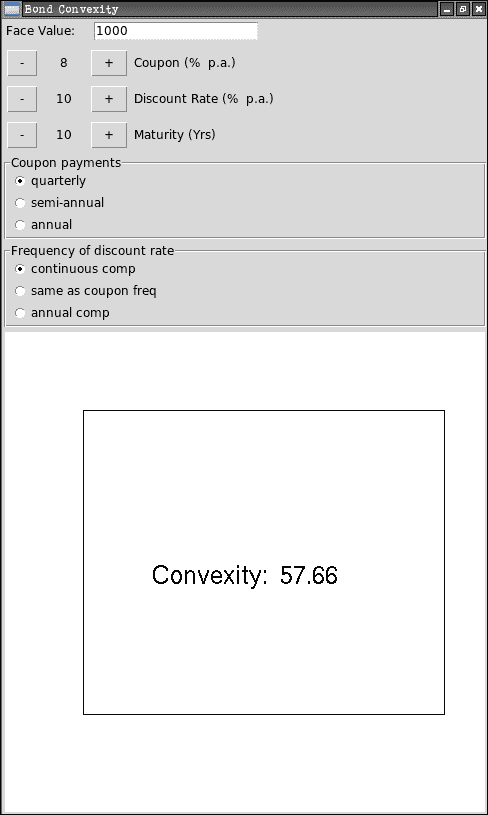 Bond Convexity
Face Value: 1000
- 8 + Coupon (% p.a.)
- 10 + Discount Rate (% p.a.)
- 10 + Maturity (Yrs)
Coupon payments
quarterly
semi-annual
annual
Frequency of discount rate
continuous comp
same as coupon freq
annual comp
Convexity: 57.66